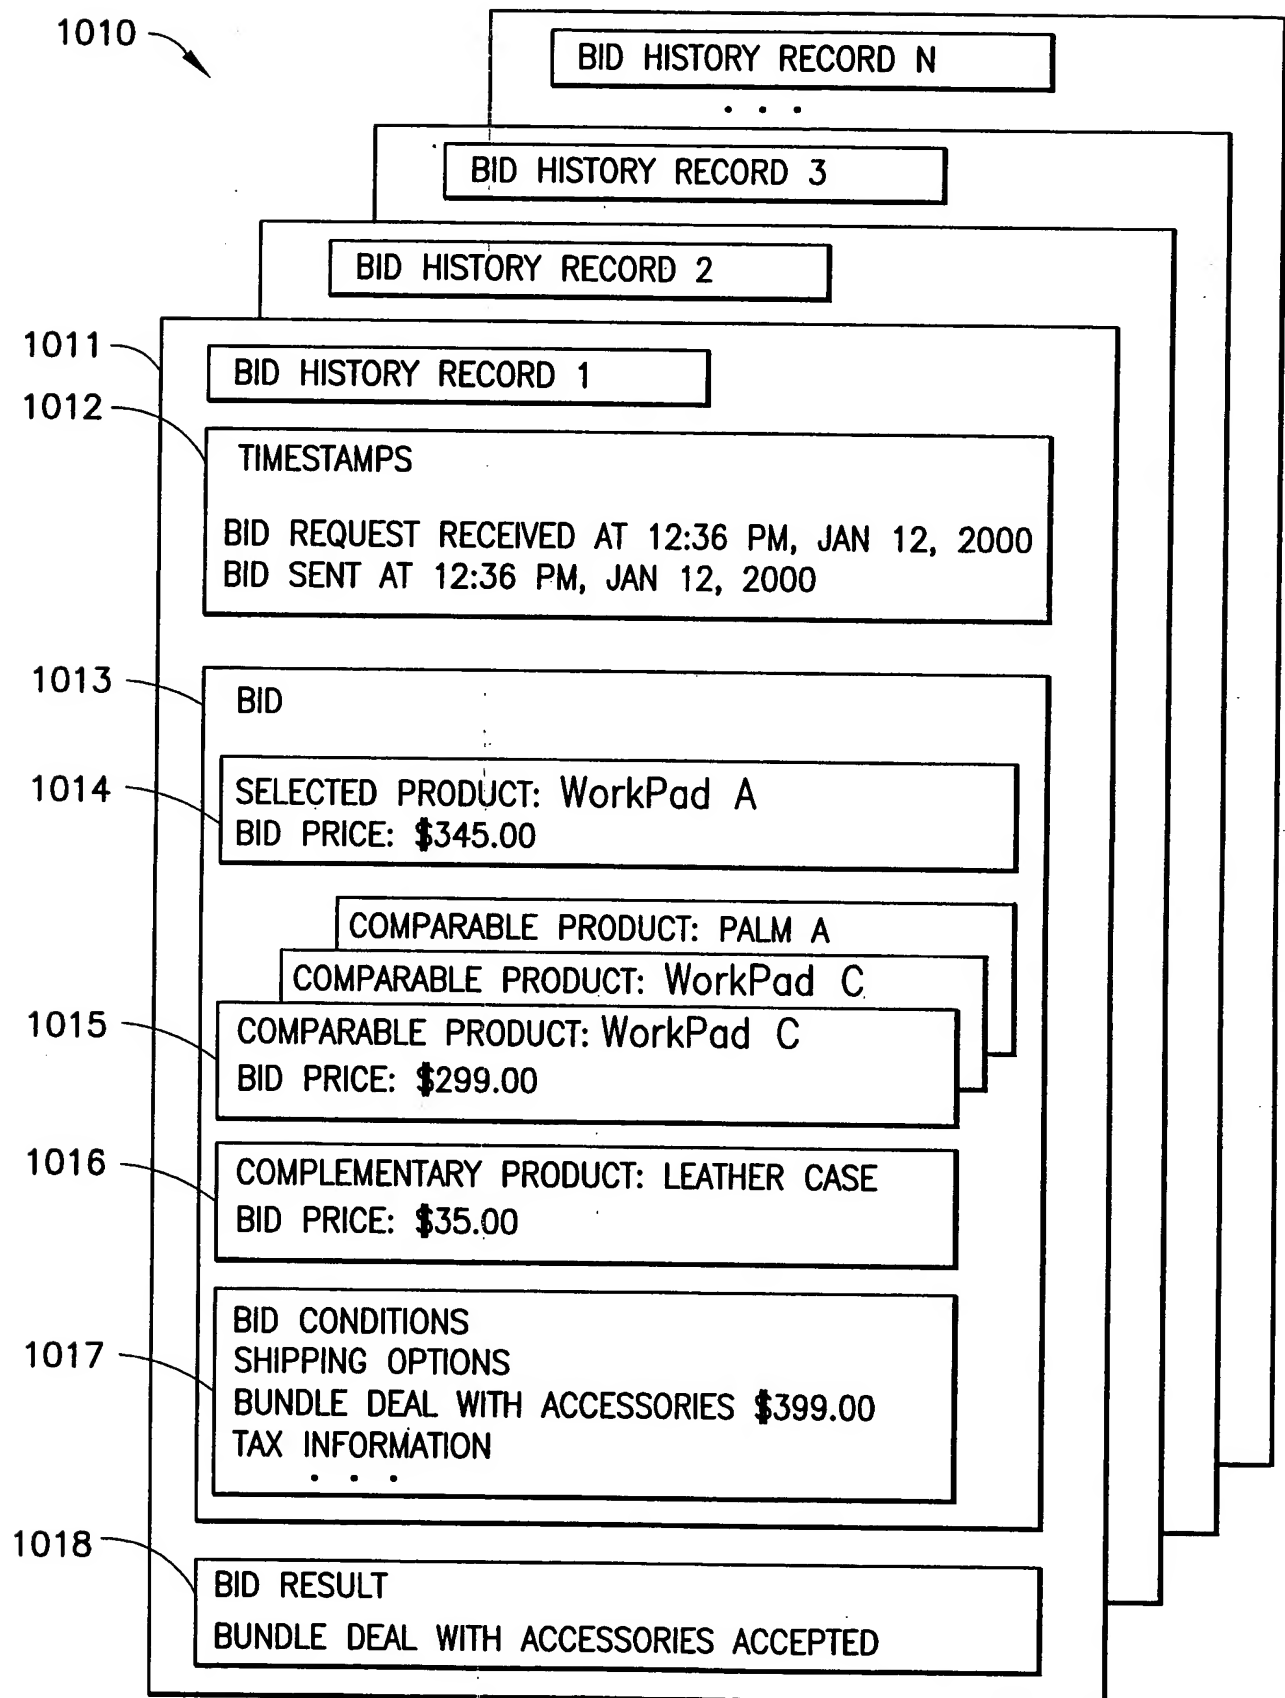 1010
BID HISTORY RECORD N
. . .
BID HISTORY RECORD 3
BID HISTORY RECORD 2
1011
BID HISTORY RECORD 1
1012
TIMESTAMPS
BID REQUEST RECEIVED AT 12:36 PM, JAN 12, 2000
BID SENT AT 12:36 PM, JAN 12, 2000
1013
BID
1014
SELECTED PRODUCT: WorkPad A
BID PRICE: $345.00
COMPARABLE PRODUCT: PALM A
COMPARABLE PRODUCT: WorkPad C
1015
COMPARABLE PRODUCT: WorkPad C
BID PRICE: $299.00
1016
COMPLEMENTARY PRODUCT: LEATHER CASE
BID PRICE: $35.00
1017
BID CONDITIONS
SHIPPING OPTIONS
BUNDLE DEAL WITH ACCESSORIES $399.00
TAX INFORMATION
. . .
1018
BID RESULT
BUNDLE DEAL WITH ACCESSORIES ACCEPTED